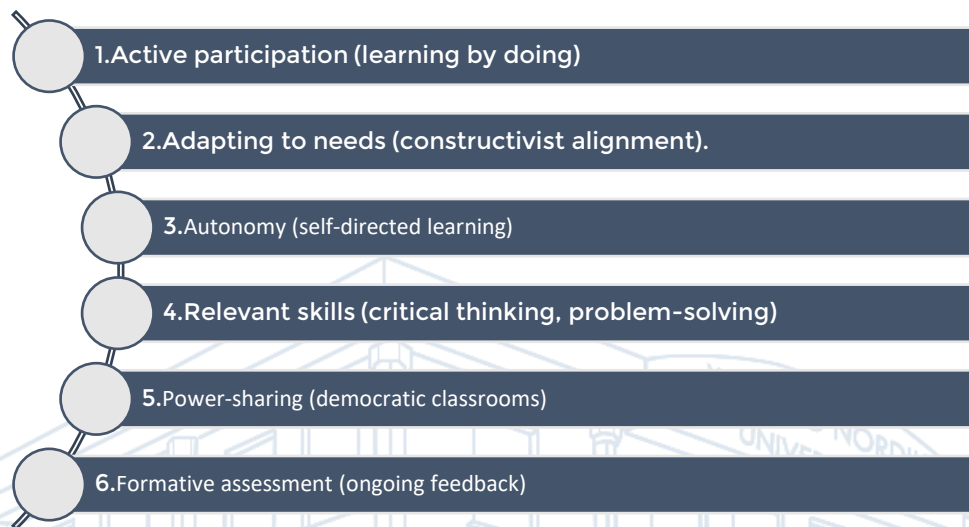 1.Active participation (learning by doing)
2.Adapting to needs (constructivist alignment).
3.Autonomy (self-directed learning)
4.Relevant skills (critical thinking, problem-solving)
5.Power-sharing (democratic classrooms)
6.Formative assessment (ongoing feedback)